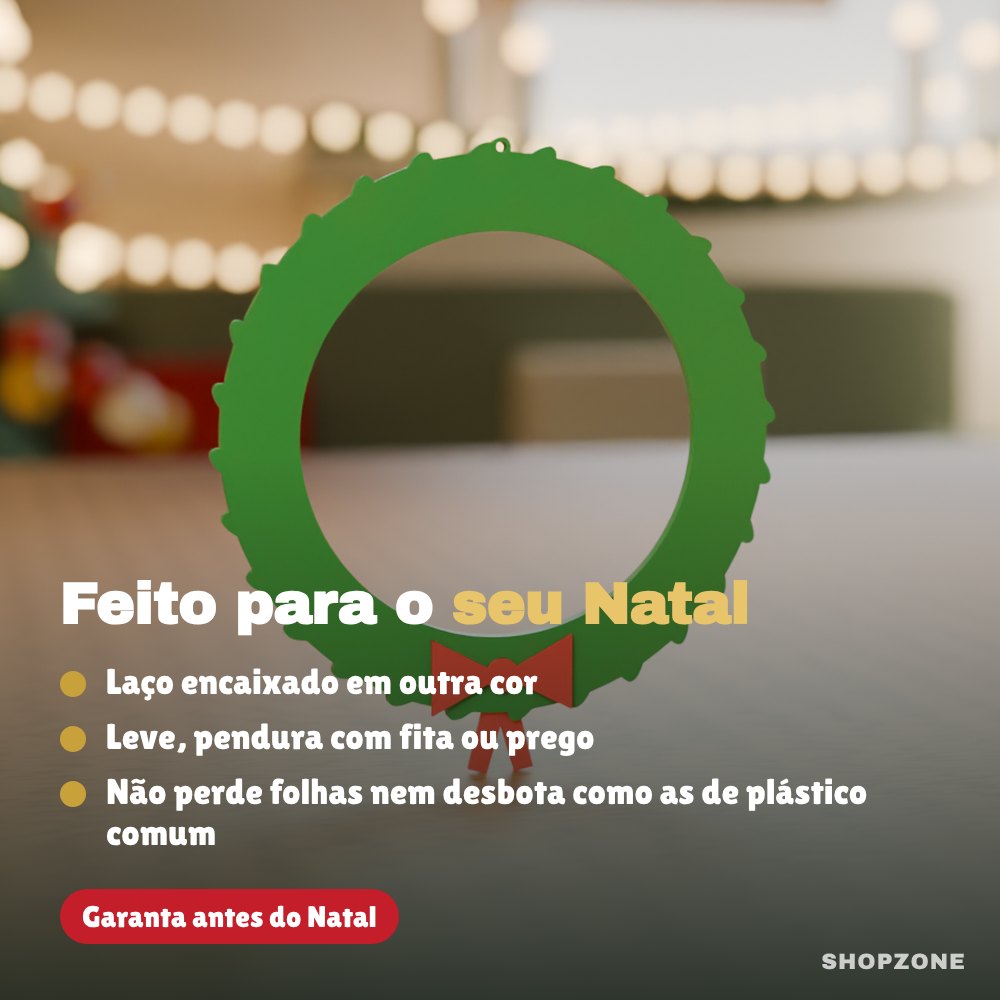 Feito para o seu Natal
Laço encaixado em outra cor
Leve, pendura com fita ou prego
Não perde folhas nem desbota como as de plástico
comum
Garanta antes do Natal
SHOPZONE